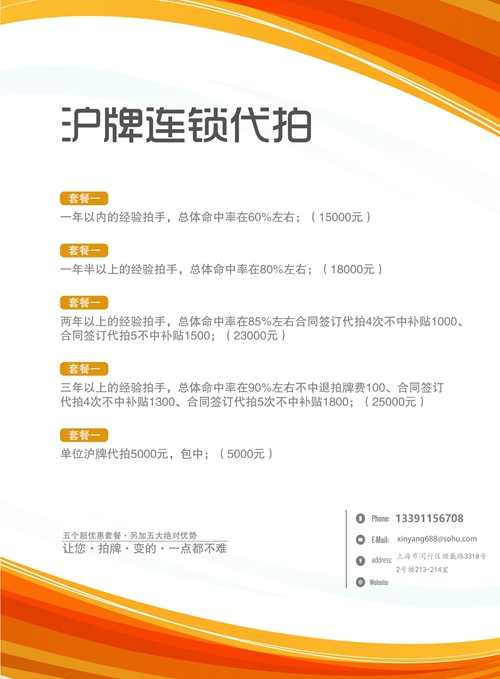 沪牌连锁代拍
套餐一
一年以内的经验拍手，总体命中率在60%左右；（15000元）
套餐一
一年半以上的经验拍手，总体命中率在80%左右；（18000元）
套餐一
两年以上的经验拍手，总体命中率在85%左右合同签订代拍4次不中补贴1000、
合同签订代拍5不中补贴1500；（23000元）
套餐一
三年以上的经验拍手，总体命中率在90%左右不中退拍牌费100、合同签订
代拍4次不中补贴1300、合同签订代拍5次不中补贴1800；（25000元）
套餐一
单位沪牌代拍5000元，包中；（5000元）
五个超优惠套餐·另加五大绝对优势
让您·拍牌·变的·一点都不难
Phone: 13391156708
E.Mail: xinyang688@sohu.com
address: 上海市闵行区顾戴路3318号
2号楼213-214室
Website: